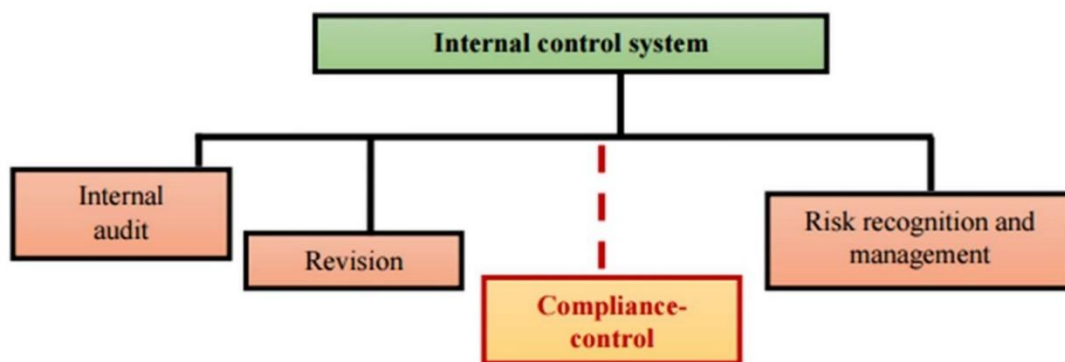 Internal control system
Internal
audit
Revision
Compliance-
control
Risk recognition and
management